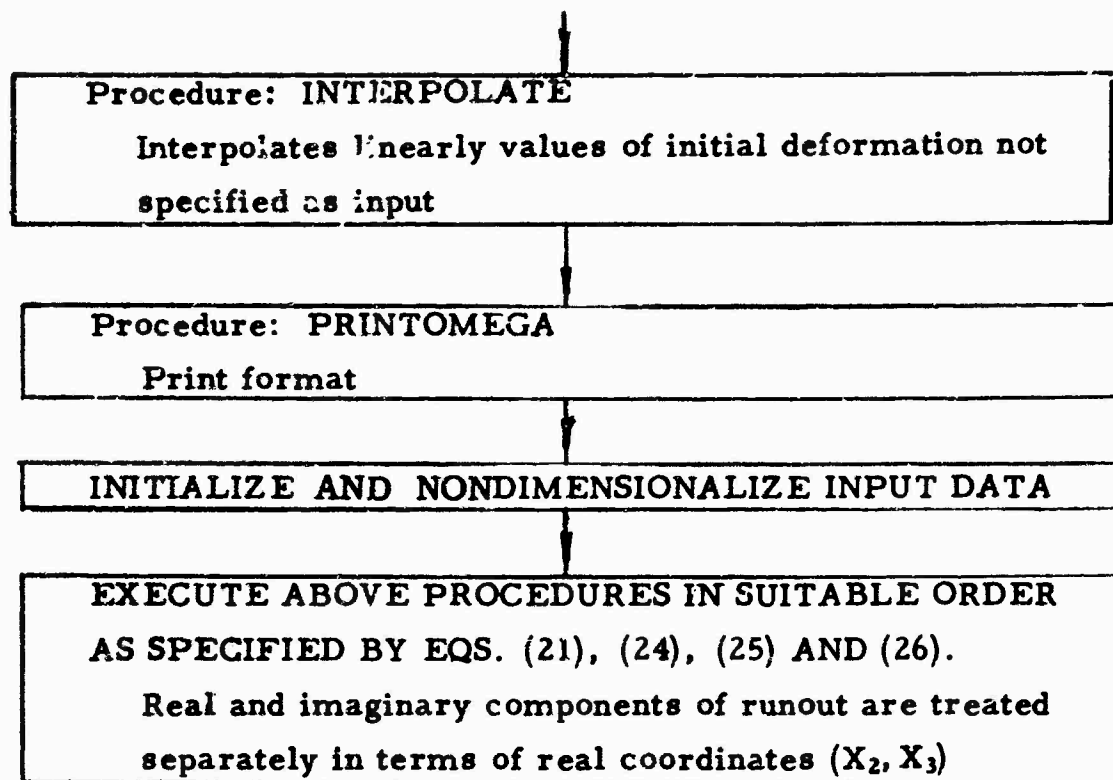 Procedure: INTERPOLATE
Interpolates linearly values of initial deformation not
specified as input
Procedure: PRINTOMEGA
Print format
INITIALIZE AND NONDIMENSIONALIZE INPUT DATA
EXECUTE ABOVE PROCEDURES IN SUITABLE ORDER
AS SPECIFIED BY EQS. (21), (24), (25) AND (26).
Real and imaginary components of runout are treated
separately in terms of real coordinates (X₂, X₃)